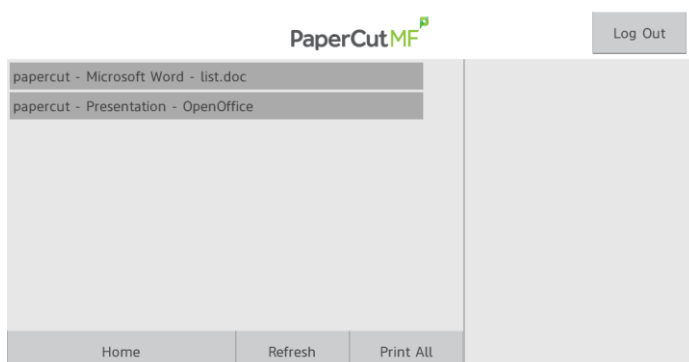 PaperCutMF
Log Out
papercut - Microsoft Word - list.doc
papercut - Presentation - OpenOffice
Home Refresh Print All